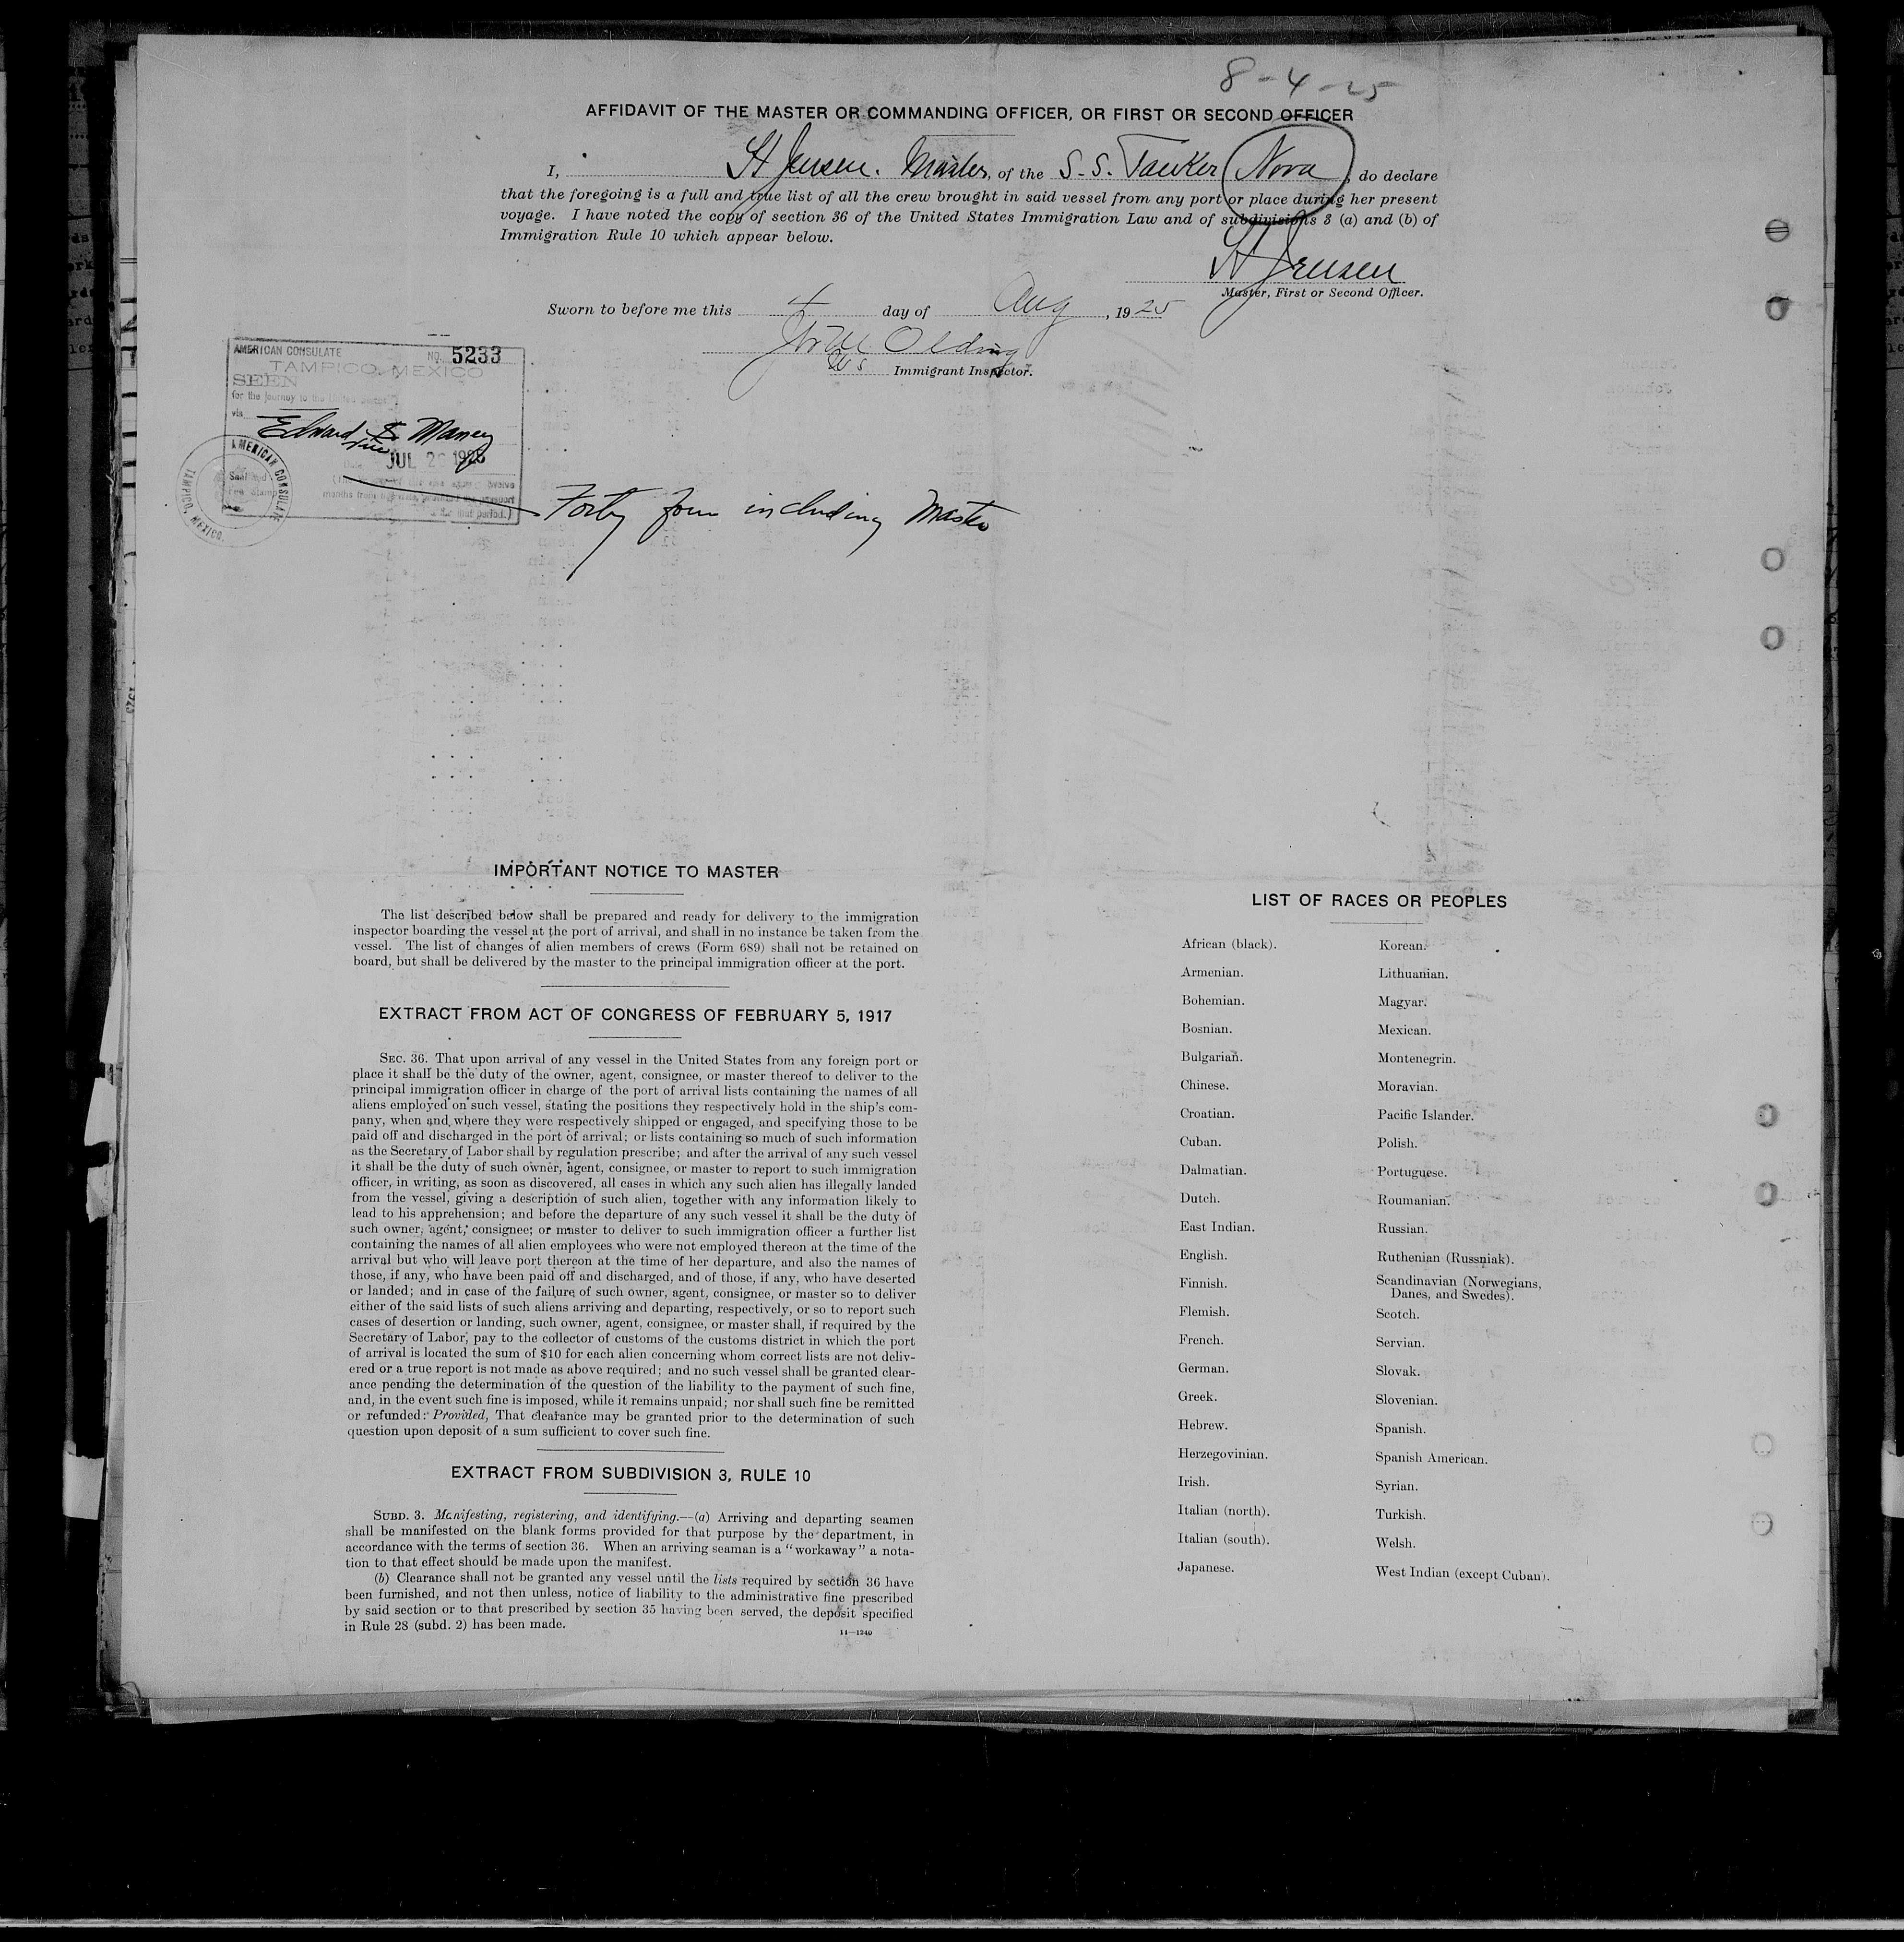 8-4-25
AFFIDAVIT OF THE MASTER OR COMMANDING OFFICER, OR FIRST OR SECOND OFFICER
I, H Jensen. Master, of the S.S. Tanker Nora, do declare
that the foregoing is a full and true list of all the crew brought in said vessel from any port or place during her present
voyage. I have noted the copy of section 36 of the United States Immigration Law and of subdivisions 3 (a) and (b) of
Immigration Rule 10 which appear below.
H Jensen
Master, First or Second Officer.
Sworn to before me this 4 day of Aug, 1925
Olding
Immigrant Inspector.
AMERICAN CONSULATE
NO. 5233
TAMPICO, MEXICO
SEEN
for the journey to the United States
via
Edward S. Maney
Date JUL 26 1925
AMERICAN CONSULATE
TAMPICO, MEXICO.
months from
Forty four including Master
IMPORTANT NOTICE TO MASTER
The list described below shall be prepared and ready for delivery to the immigration
inspector boarding the vessel at the port of arrival, and shall in no instance be taken from the
vessel. The list of changes of alien members of crews (Form 689) shall not be retained on
board, but shall be delivered by the master to the principal immigration officer at the port.
EXTRACT FROM ACT OF CONGRESS OF FEBRUARY 5, 1917
SEC. 36. That upon arrival of any vessel in the United States from any foreign port or
place it shall be the duty of the owner, agent, consignee, or master thereof to deliver to the
principal immigration officer in charge of the port of arrival lists containing the names of all
aliens employed on such vessel, stating the positions they respectively hold in the ship's com-
pany, when and where they were respectively shipped or engaged, and specifying those to be
paid off and discharged in the port of arrival; or lists containing so much of such information
as the Secretary of Labor shall by regulation prescribe; and after the arrival of any such vessel
it shall be the duty of such owner, agent, consignee, or master to report to such immigration
officer, in writing, as soon as discovered, all cases in which any such alien has illegally landed
from the vessel, giving a description of such alien, together with any information likely to
lead to his apprehension; and before the departure of any such vessel it shall be the duty of
such owner, agent, consignee; or master to deliver to such immigration officer a further list
containing the names of all alien employees who were not employed thereon at the time of the
arrival but who will leave port thereon at the time of her departure, and also the names of
those, if any, who have been paid off and discharged, and of those, if any, who have deserted
or landed; and in case of the failure of such owner, agent, consignee, or master so to deliver
either of the said lists of such aliens arriving and departing, respectively, or so to report such
cases of desertion or landing, such owner, agent, consignee, or master shall, if required by the
Secretary of Labor, pay to the collector of customs of the customs district in which the port
of arrival is located the sum of $10 for each alien concerning whom correct lists are not deliv-
ered or a true report is not made as above required; and no such vessel shall be granted clear-
ance pending the determination of the question of the liability to the payment of such fine,
and, in the event such fine is imposed, while it remains unpaid; nor shall such fine be remitted
or refunded: Provided, That clearance may be granted prior to the determination of such
question upon deposit of a sum sufficient to cover such fine.
EXTRACT FROM SUBDIVISION 3, RULE 10
SUBD. 3. Manifesting, registering, and identifying.—(a) Arriving and departing seamen
shall be manifested on the blank forms provided for that purpose by the department, in
accordance with the terms of section 36. When an arriving seaman is a "workaway" a nota-
tion to that effect should be made upon the manifest.
(b) Clearance shall not be granted any vessel until the lists required by section 36 have
been furnished, and not then unless, notice of liability to the administrative fine prescribed
by said section or to that prescribed by section 35 having been served, the deposit specified
in Rule 28 (subd. 2) has been made.
14—1240
LIST OF RACES OR PEOPLES
African (black).
Armenian.
Bohemian.
Bosnian.
Bulgarian.
Chinese.
Croatian.
Cuban.
Dalmatian.
Dutch.
East Indian.
English.
Finnish.
Flemish.
French.
German.
Greek.
Hebrew.
Herzegovinian.
Irish.
Italian (north).
Italian (south).
Japanese.
Korean.
Lithuanian.
Magyar.
Mexican.
Montenegrin.
Moravian.
Pacific Islander.
Polish.
Portuguese.
Roumanian.
Russian.
Ruthenian (Russniak).
Scandinavian (Norwegians,
Danes, and Swedes).
Scotch.
Servian.
Slovak.
Slovenian.
Spanish.
Spanish American.
Syrian.
Turkish.
Welsh.
West Indian (except Cuban).